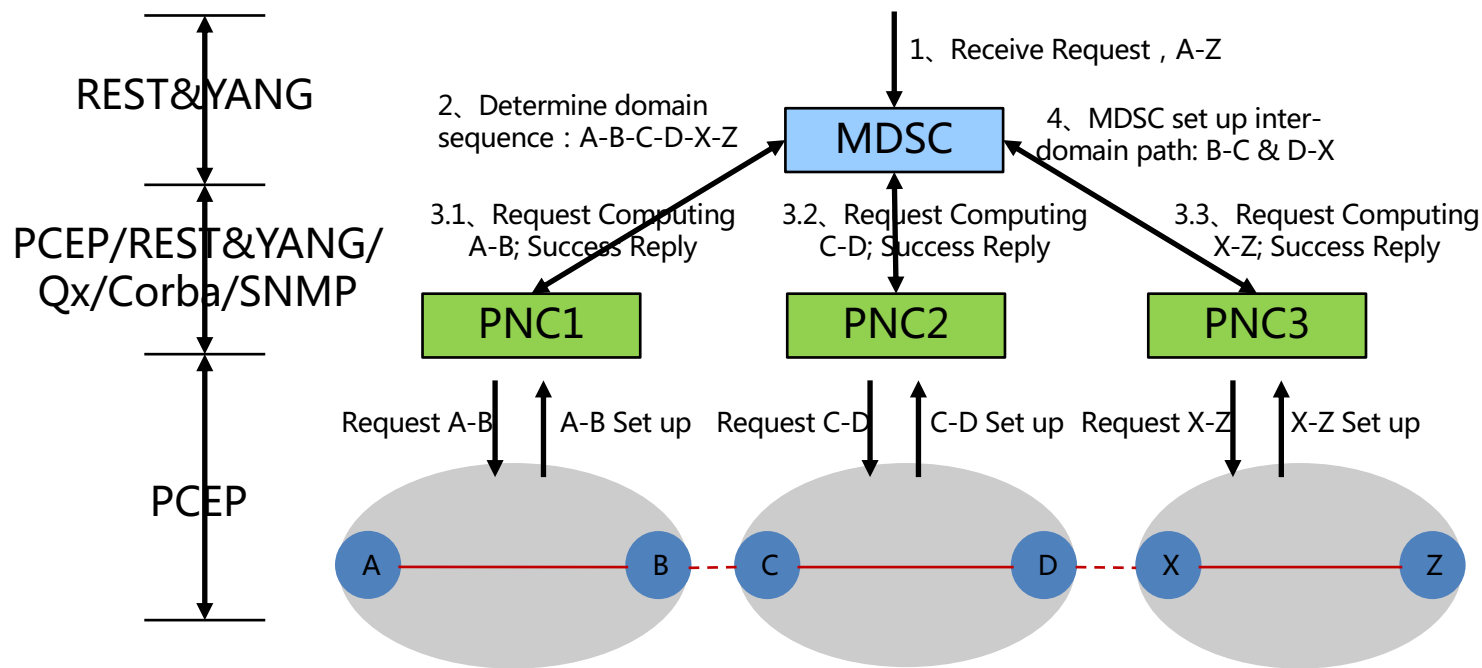 REST&YANG
1、Receive Request，A-Z
2、Determine domain
sequence：A-B-C-D-X-Z
MDSC
4、MDSC set up inter-
domain path: B-C & D-X
PCEP/REST&YANG/
Qx/Corba/SNMP
3.1、Request Computing
A-B; Success Reply
3.2、Request Computing
C-D; Success Reply
3.3、Request Computing
X-Z; Success Reply
PNC1
PNC2
PNC3
Request A-B
A-B Set up
Request C-D
C-D Set up
Request X-Z
X-Z Set up
PCEP
A
B
C
D
X
Z